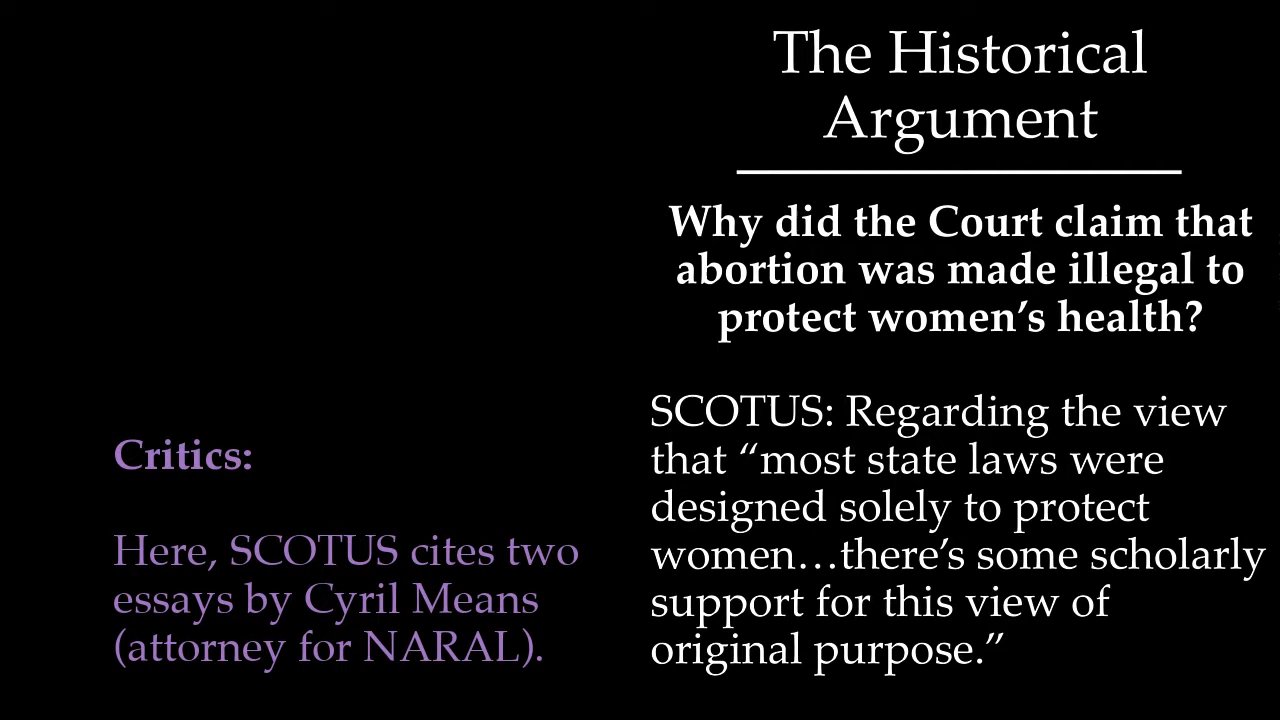 The Historical
Argument
Why did the Court claim that
abortion was made illegal to
protect women’s health?
SCOTUS: Regarding the view
that “most state laws were
designed solely to protect
women…there’s some scholarly
support for this view of
original purpose.”
Critics:
Here, SCOTUS cites two
essays by Cyril Means
(attorney for NARAL).